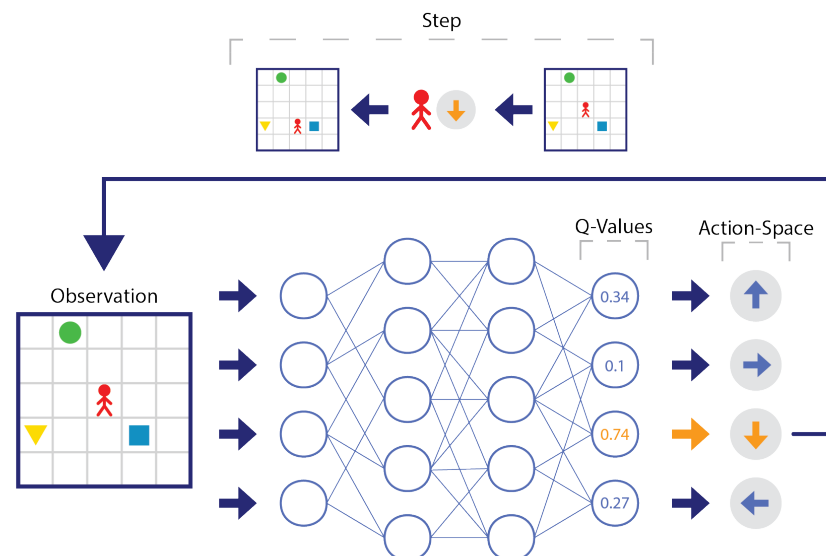 Step
Q-Values
Action-Space
Observation
0.34
0.1
0.74
0.27